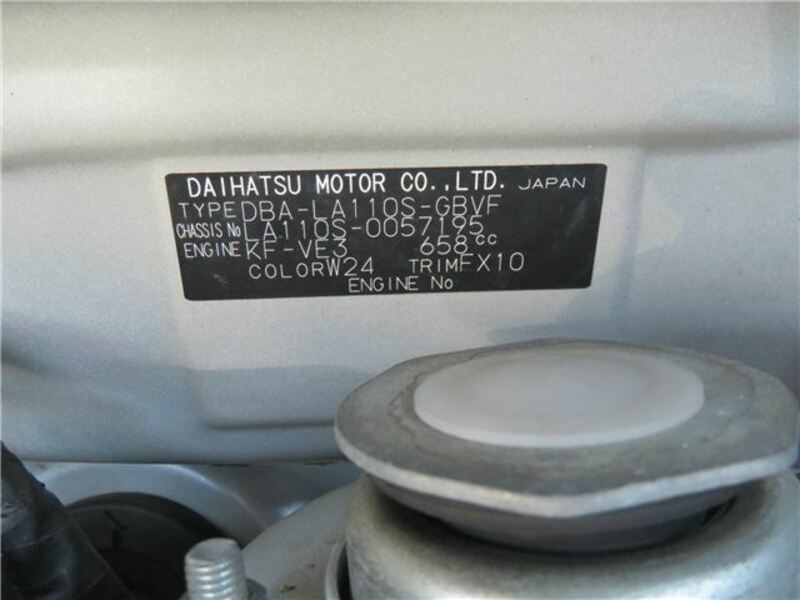 DAIHATSU MOTOR CO.,LTD. JAPAN
TYPE DBA-LA110S-GBVF
CHASSIS No LA110S-0057195
ENGINE KF-VE3 658cc
COLOR W24 TRIM FX10
ENGINE No